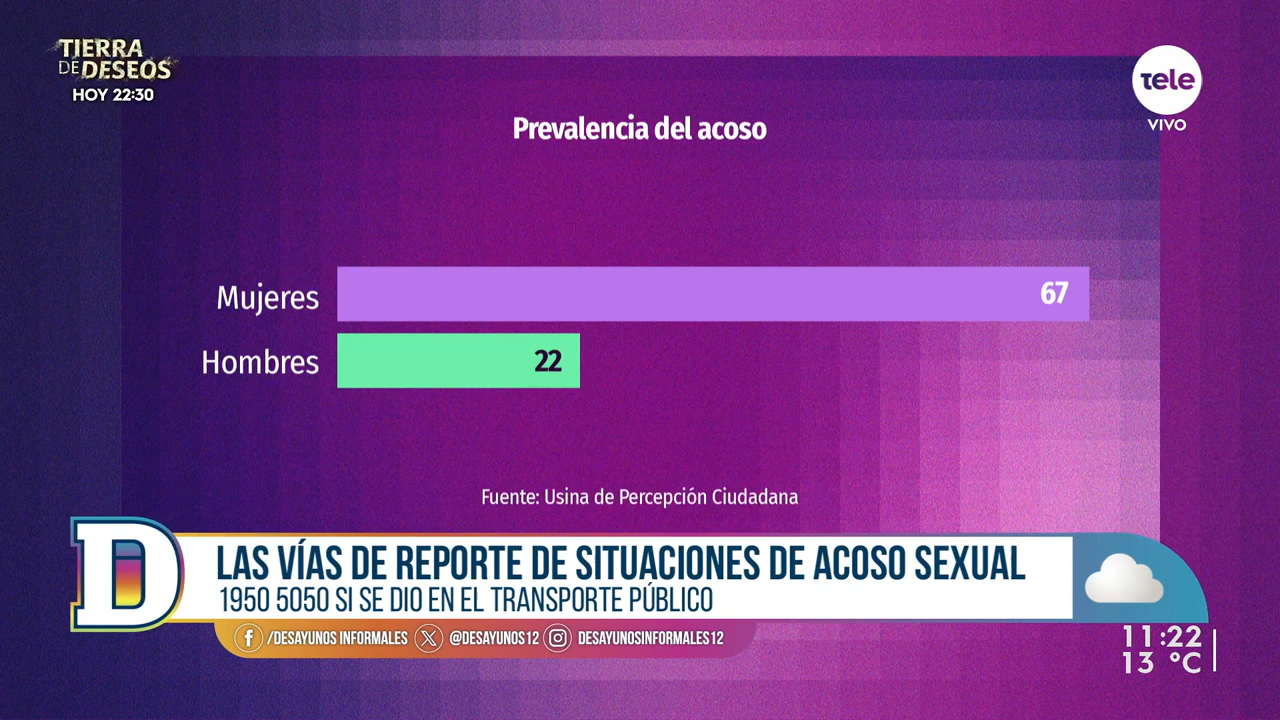 TIERRA
DE DESEOS
HOY 22:30
tele
VIVO
Prevalencia del acoso
Mujeres 67
Hombres 22
Fuente: Usina de Percepción Ciudadana
D
LAS VÍAS DE REPORTE DE SITUACIONES DE ACOSO SEXUAL
1950 5050 SI SE DIO EN EL TRANSPORTE PÚBLICO
f /DESAYUNOS INFORMALES X @DESAYUNOS12 DESAYUNOSINFORMALES12
11:22
13 °C